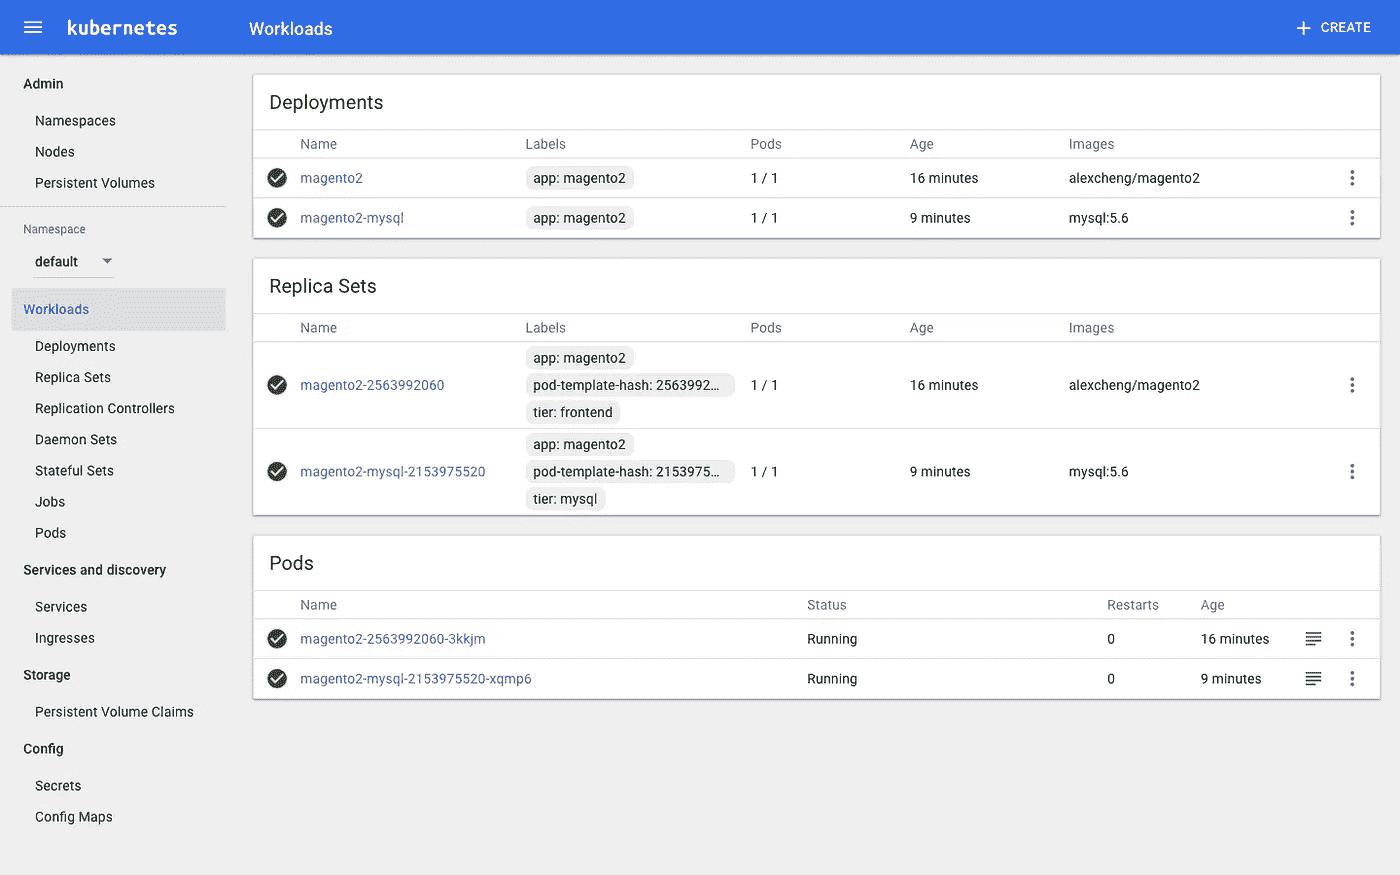 kubernetes Workloads + CREATE
Admin
Namespaces
Nodes
Persistent Volumes
Namespace
default
Workloads
Deployments
Replica Sets
Replication Controllers
Daemon Sets
Stateful Sets
Jobs
Pods
Services and discovery
Services
Ingresses
Storage
Persistent Volume Claims
Config
Secrets
Config Maps
Deployments
Name Labels Pods Age Images
magento2 app: magento2 1 / 1 16 minutes alexcheng/magento2
magento2-mysql app: magento2 1 / 1 9 minutes mysql:5.6
Replica Sets
Name Labels Pods Age Images
app: magento2
magento2-2563992060 pod-template-hash: 2563992... 1 / 1 16 minutes alexcheng/magento2
tier: frontend
app: magento2
magento2-mysql-2153975520 pod-template-hash: 2153975... 1 / 1 9 minutes mysql:5.6
tier: mysql
Pods
Name Status Restarts Age
magento2-2563992060-3kkjm Running 0 16 minutes
magento2-mysql-2153975520-xqmp6 Running 0 9 minutes